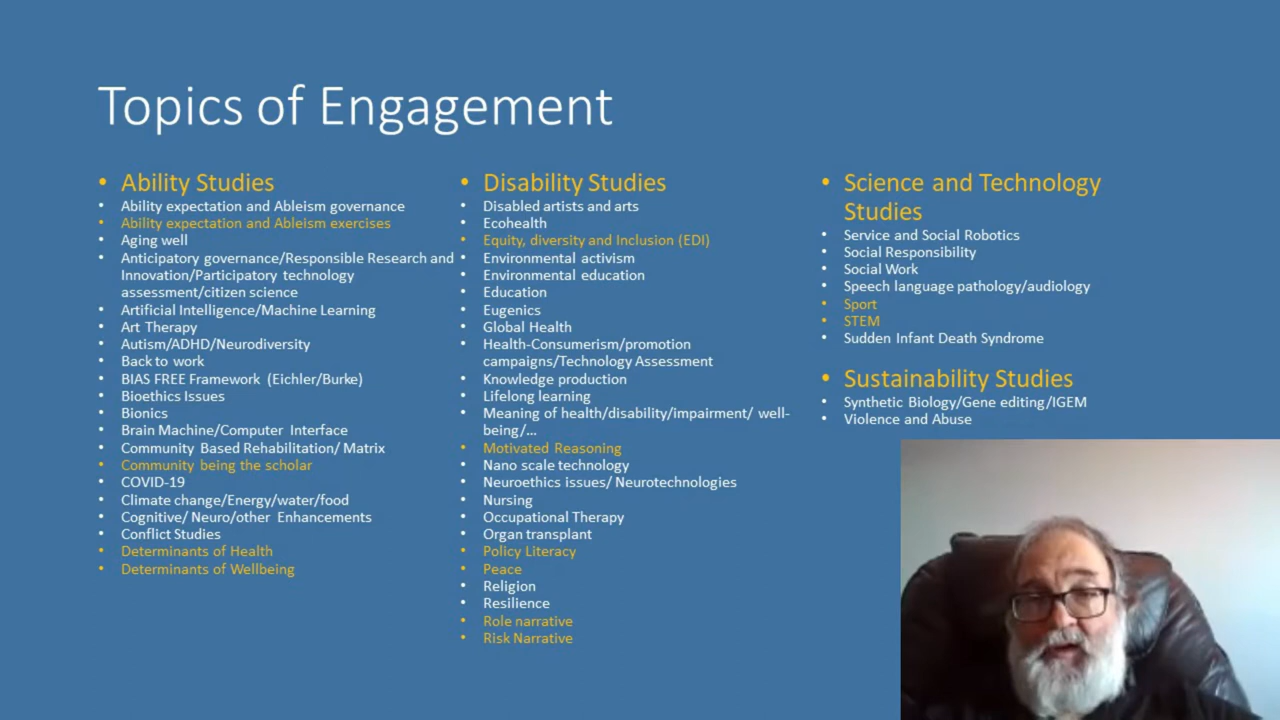 Topics of Engagement
• Ability Studies
• Ability expectation and Ableism governance
• Ability expectation and Ableism exercises
• Aging well
• Anticipatory governance/Responsible Research and
Innovation/Participatory technology
assessment/citizen science
• Artificial Intelligence/Machine Learning
• Art Therapy
• Autism/ADHD/Neurodiversity
• Back to work
• BIAS FREE Framework (Eichler/Burke)
• Bioethics Issues
• Bionics
• Brain Machine/Computer Interface
• Community Based Rehabilitation/ Matrix
• Community being the scholar
• COVID-19
• Climate change/Energy/water/food
• Cognitive/ Neuro/other Enhancements
• Conflict Studies
• Determinants of Health
• Determinants of Wellbeing
• Disability Studies
• Disabled artists and arts
• Ecohealth
• Equity, diversity and Inclusion (EDI)
• Environmental activism
• Environmental education
• Education
• Eugenics
• Global Health
• Health-Consumerism/promotion
campaigns/Technology Assessment
• Knowledge production
• Lifelong learning
• Meaning of health/disability/impairment/ well-
being/...
• Motivated Reasoning
• Nano scale technology
• Neuroethics issues/ Neurotechnologies
• Nursing
• Occupational Therapy
• Organ transplant
• Policy Literacy
• Peace
• Religion
• Resilience
• Role narrative
• Risk Narrative
• Science and Technology
Studies
• Service and Social Robotics
• Social Responsibility
• Social Work
• Speech language pathology/audiology
• Sport
• STEM
• Sudden Infant Death Syndrome
• Sustainability Studies
• Synthetic Biology/Gene editing/IGEM
• Violence and Abuse